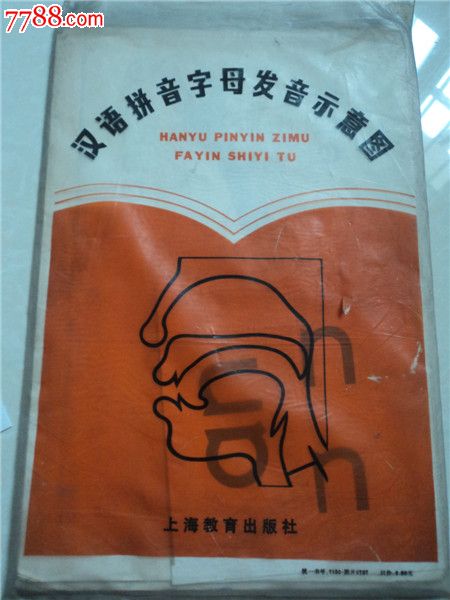 7788.com
汉语拼音字母发音示意图
HANYU PINYIN ZIMU
FAYIN SHIYI TU
an
n
n
上海教育出版社